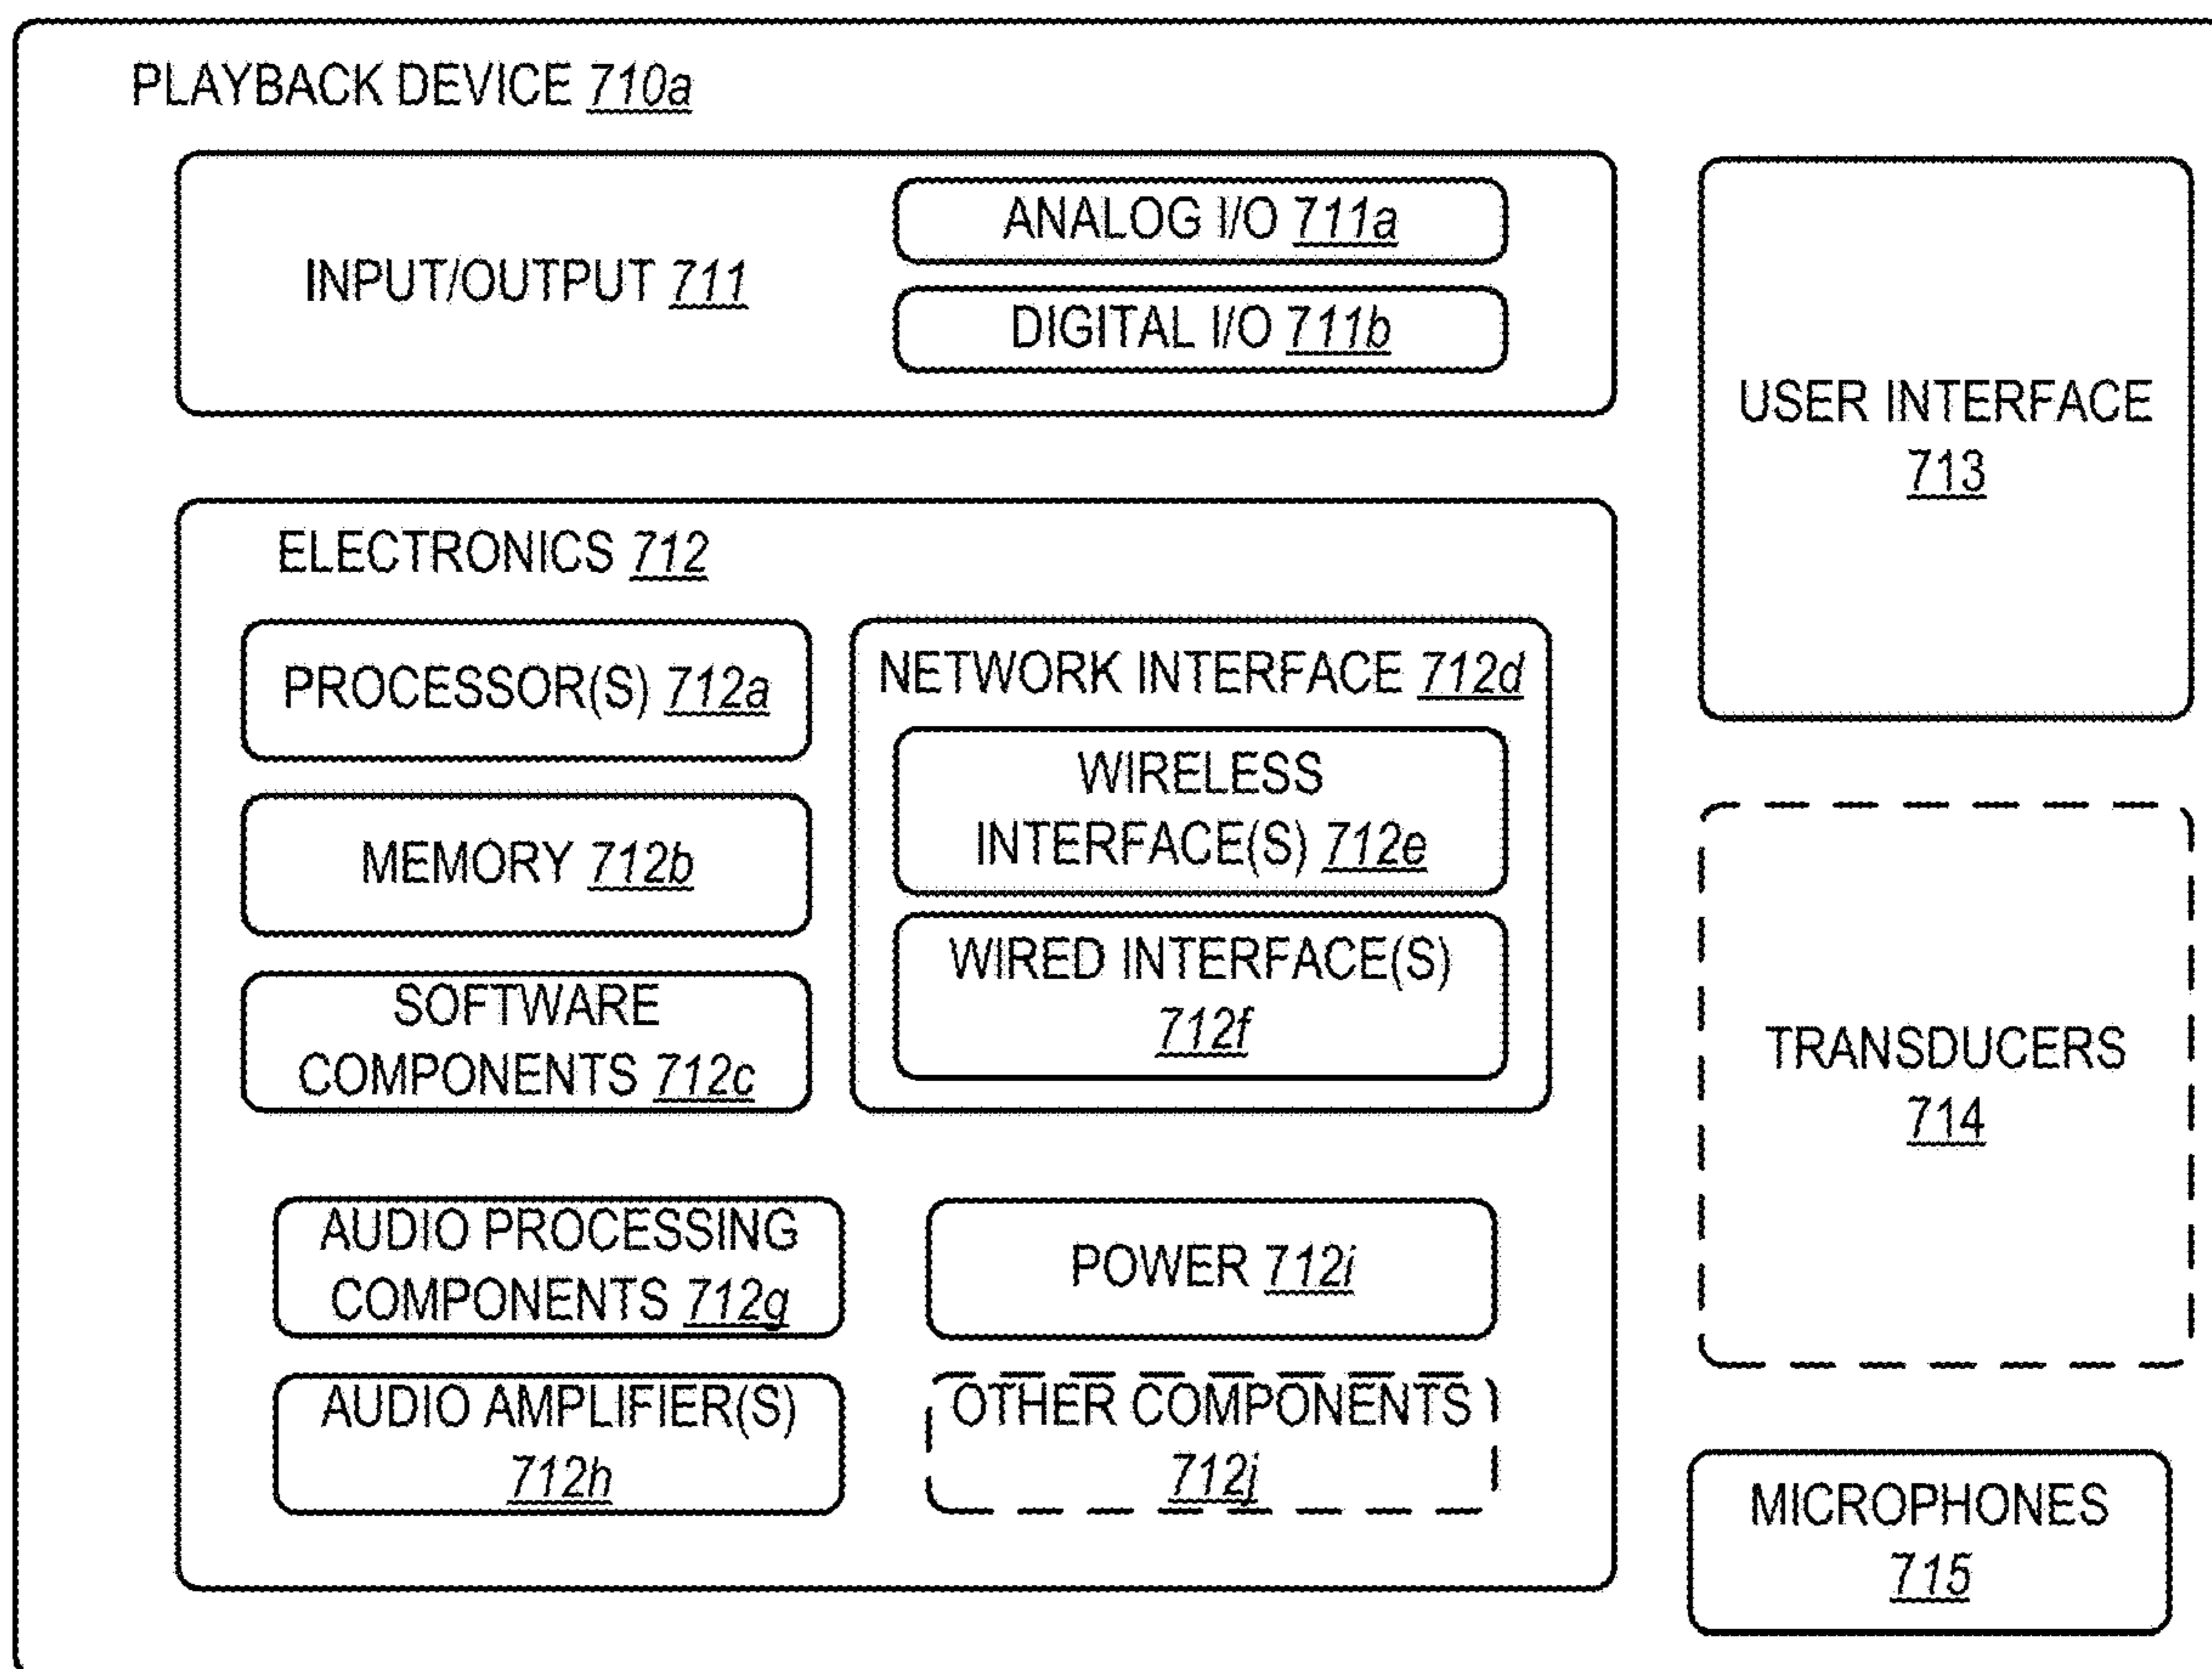 PLAYBACK DEVICE 710a
INPUT/OUTPUT 711
ANALOG I/O 711a
DIGITAL I/O 711b
USER INTERFACE
713
ELECTRONICS 712
PROCESSOR(S) 712a
MEMORY 712b
SOFTWARE
COMPONENTS 712c
NETWORK INTERFACE 712d
WIRELESS
INTERFACE(S) 712e
WIRED INTERFACE(S)
712f
AUDIO PROCESSING
COMPONENTS 712g
POWER 712i
AUDIO AMPLIFIER(S)
712h
OTHER COMPONENTS
712j
TRANSDUCERS
714
MICROPHONES
715